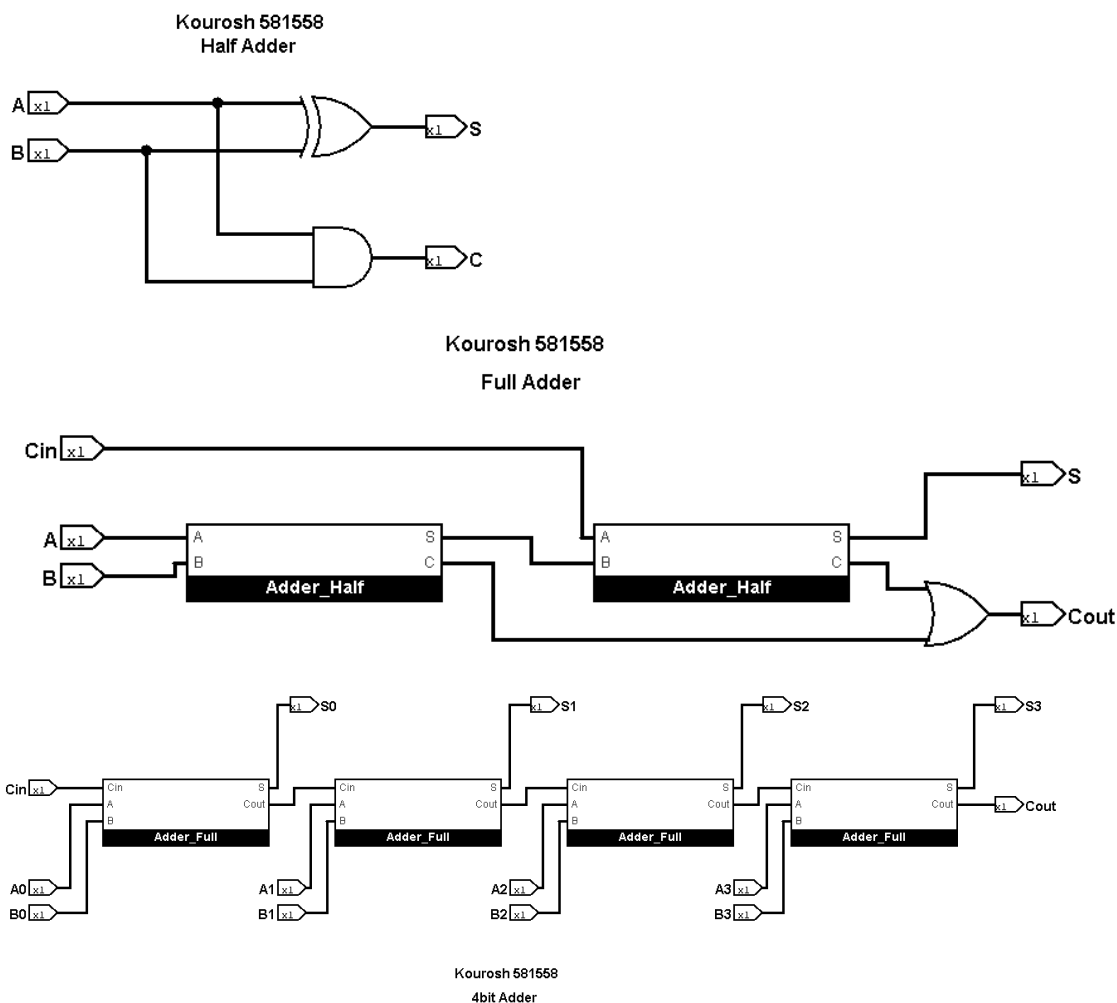 Kourosh 581558
Half Adder
A x1
x1 S
B x1
x1 C
Kourosh 581558
Full Adder
Cin x1
x1 S
A x1
A S
A S
B x1
B C
B C
Adder_Half
Adder_Half
x1 Cout
x1 S0
x1 S1
x1 S2
x1 S3
Cin x1
Cin S
Cin S
Cin S
Cin S
A Cout
A Cout
A Cout
A Cout
x1 Cout
B
B
B
B
Adder_Full
Adder_Full
Adder_Full
Adder_Full
A0 x1
A1 x1
A2 x1
A3 x1
B0 x1
B1 x1
B2 x1
B3 x1
Kourosh 581558
4bit Adder